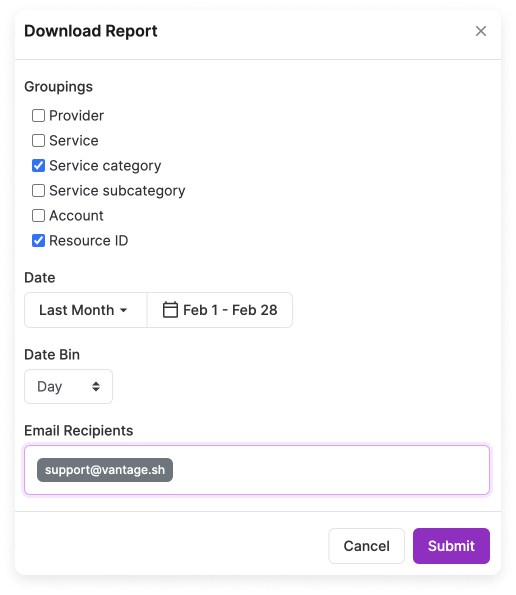 Download Report
Groupings
Provider
Service
Service category
Service subcategory
Account
Resource ID
Date
Last Month Feb 1 - Feb 28
Date Bin
Day
Email Recipients
support@vantage.sh
Cancel Submit